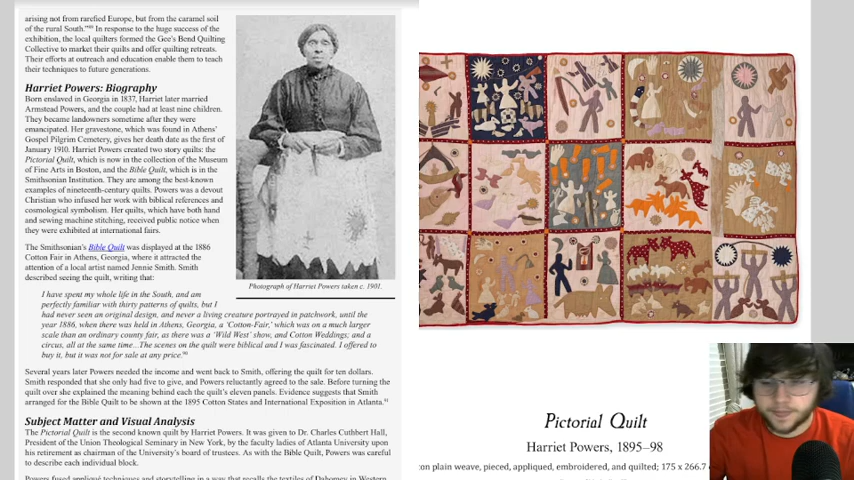 arising not from rarefied Europe, but from the caramel soil
of the rural South."⁸⁹ In response to the huge success of the
exhibition, the local quilters formed the Gee's Bend Quilting
Collective to market their quilts and offer quilting retreats.
Their efforts at outreach and education enable them to teach
their techniques to future generations.
Harriet Powers: Biography
Born enslaved in Georgia in 1837, Harriet later married
Armstead Powers, and the couple had at least nine children.
They became landowners sometime after they were
emancipated. Her gravestone, which was found in Athens'
Gospel Pilgrim Cemetery, gives her death date as the first of
January 1910. Harriet Powers created two story quilts: the
Pictorial Quilt, which is now in the collection of the Museum
of Fine Arts in Boston, and the Bible Quilt, which is in the
Smithsonian Institution. They are among the best-known
examples of nineteenth-century quilts. Powers was a devout
Christian who infused her work with biblical references and
cosmological symbolism. Her quilts, which have both hand
and sewing machine stitching, received public notice when
they were exhibited at international fairs.
The Smithsonian's Bible Quilt was displayed at the 1886
Cotton Fair in Athens, Georgia, where it attracted the
attention of a local artist named Jennie Smith. Smith
described seeing the quilt, writing that:
Photograph of Harriet Powers taken c. 1901.
I have spent my whole life in the South, and am
perfectly familiar with thirty patterns of quilts, but I
had never seen an original design, and never a living creature portrayed in patchwork, until the
year 1886, when there was held in Athens, Georgia, a 'Cotton-Fair,' which was on a much larger
scale than an ordinary county fair, as there was a 'Wild West' show, and Cotton Weddings; and a
circus, all at the same time...The scenes on the quilt were biblical and I was fascinated. I offered to
buy it, but it was not for sale at any price.⁹⁰
Several years later Powers needed the income and went back to Smith, offering the quilt for ten dollars.
Smith responded that she only had five to give, and Powers reluctantly agreed to the sale. Before turning the
quilt over she explained the meaning behind each the quilt's eleven panels. Evidence suggests that Smith
arranged for the Bible Quilt to be shown at the 1895 Cotton States and International Exposition in Atlanta.⁹¹
Subject Matter and Visual Analysis
The Pictorial Quilt is the second known quilt by Harriet Powers. It was given to Dr. Charles Cuthbert Hall,
President of the Union Theological Seminary in New York, by the faculty ladies of Atlanta University upon
his retirement as chairman of the University's board of trustees. As with the Bible Quilt, Powers was careful
to describe each individual block.
Powers fused appliqué techniques and storytelling in a way that recalls the textiles of Dahomey in Western
Pictorial Quilt
Harriet Powers, 1895–98
on plain weave, pieced, appliqued, embroidered, and quilted; 175 x 266.7